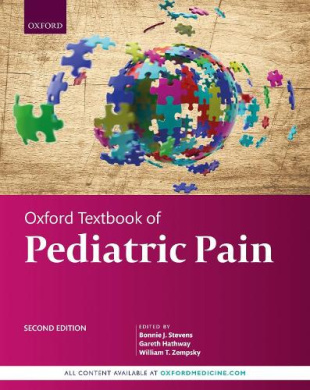 OXFORD
Oxford Textbook of
Pediatric Pain
SECOND EDITION
EDITED BY
Bonnie J. Stevens
Gareth Hathway
William T. Zempsky
ALL CONTENT AVAILABLE AT OXFORDMEDICINE.COM